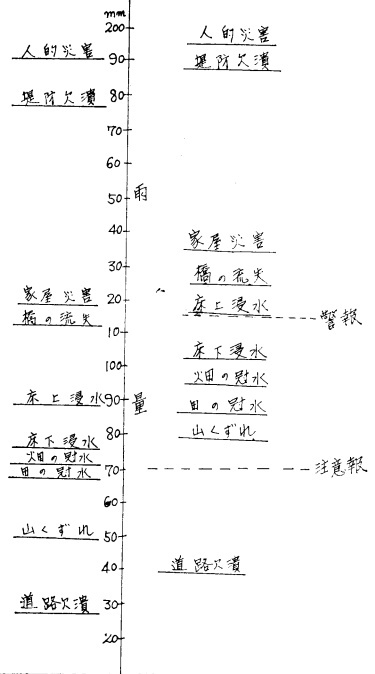 mm
200
人的災害
人的災害
90
堤防欠潰
堤防欠潰
80
70
60
50
雨
40
家屋災害
30
橋の流失
家屋災害
20
床上浸水
橋の流失
警報
10
床下浸水
100
畑の冠水
床上浸水
90
量
田の冠水
80
山くずれ
床下浸水
畑の冠水
70
注意報
田の冠水
60
山くずれ
50
40
道路欠潰
道路欠潰
30
20